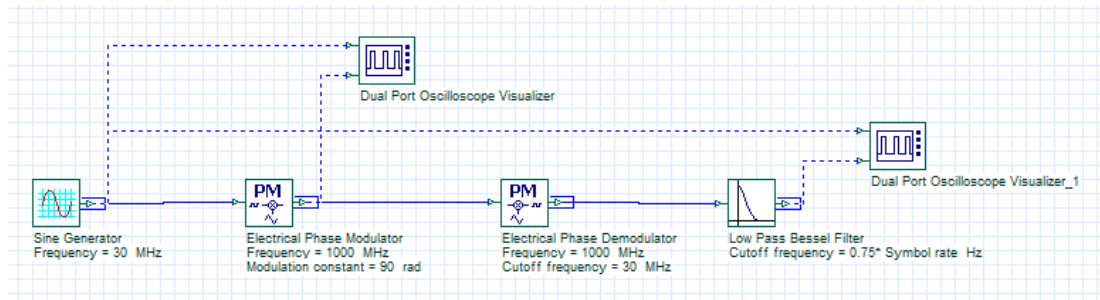 Dual Port Oscilloscope Visualizer
Dual Port Oscilloscope Visualizer_1
PM
PM
Sine Generator
Frequency = 30 MHz
Electrical Phase Modulator
Frequency = 1000 MHz
Modulation constant = 90 rad
Electrical Phase Demodulator
Frequency = 1000 MHz
Cutoff frequency = 30 MHz
Low Pass Bessel Filter
Cutoff frequency = 0.75* Symbol rate Hz